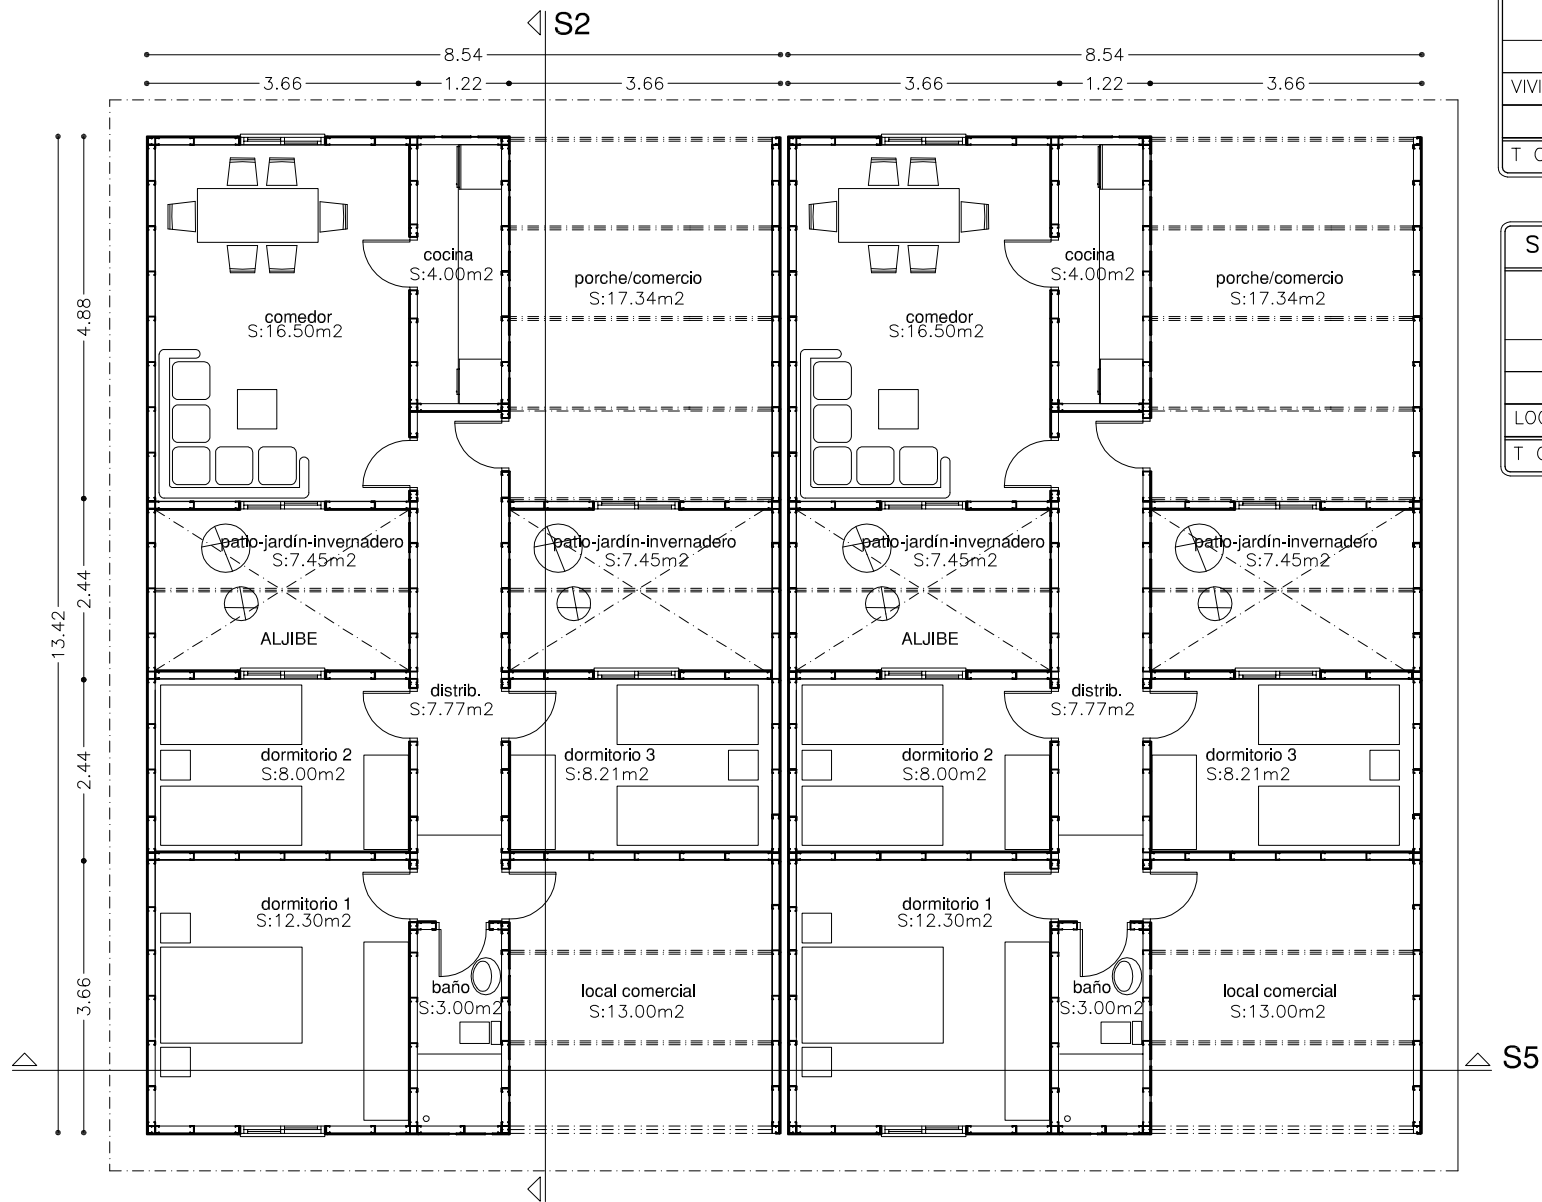 S2
8.54
8.54
3.66
1.22
3.66
3.66
1.22
3.66
VIVI
T O
S
LOC
T O
13.42
4.88
2.44
2.44
3.66
cocina
S:4.00m2
porche/comercio
S:17.34m2
comedor
S:16.50m2
cocina
S:4.00m2
porche/comercio
S:17.34m2
comedor
S:16.50m2
patio-jardín-invernadero
S:7.45m2
patio-jardín-invernadero
S:7.45m2
patio-jardín-invernadero
S:7.45m2
patio-jardín-invernadero
S:7.45m2
ALJIBE
ALJIBE
distrib.
S:7.77m2
distrib.
S:7.77m2
dormitorio 2
S:8.00m2
dormitorio 3
S:8.21m2
dormitorio 2
S:8.00m2
dormitorio 3
S:8.21m2
dormitorio 1
S:12.30m2
dormitorio 1
S:12.30m2
baño
S:3.00m2
local comercial
S:13.00m2
baño
S:3.00m2
local comercial
S:13.00m2
S5